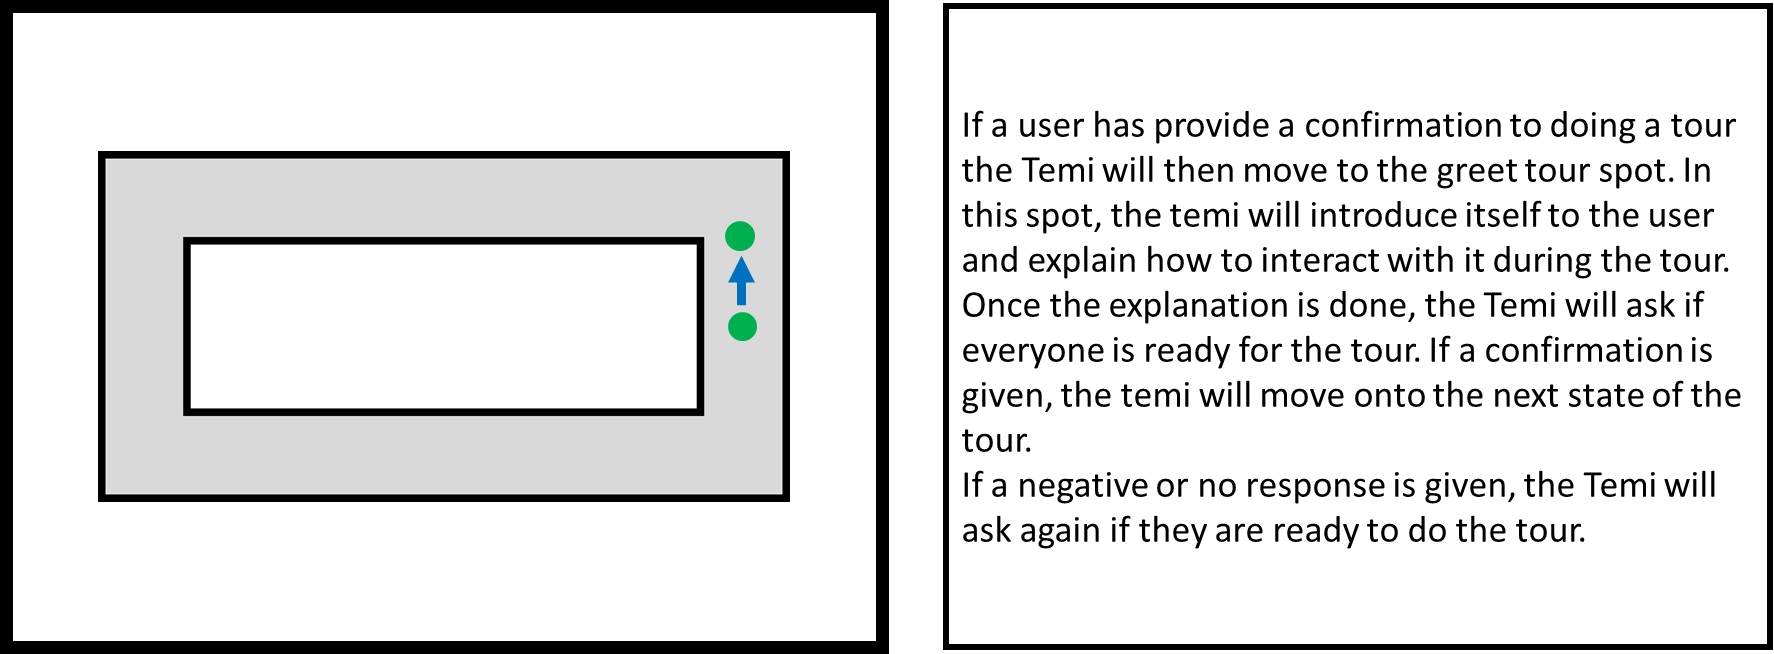 If a user has provide a confirmation to doing a tour
the Temi will then move to the greet tour spot. In
this spot, the temi will introduce itself to the user
and explain how to interact with it during the tour.
Once the explanation is done, the Temi will ask if
everyone is ready for the tour. If a confirmation is
given, the temi will move onto the next state of the
tour.
If a negative or no response is given, the Temi will
ask again if they are ready to do the tour.